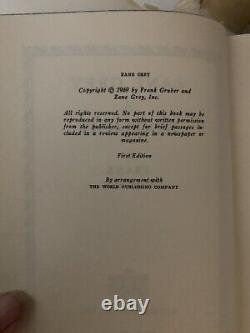 ZANE GREY
Copyright © 1969 by Frank Gruber and
Zane Grey, Inc.
All rights reserved. No part of this book may be
reproduced in any form without written permission
from the publisher, except for brief passages
included in a review appearing in a newspaper or
magazine.
First Edition
By arrangement with
THE WORLD PUBLISHING COMPANY
ebay